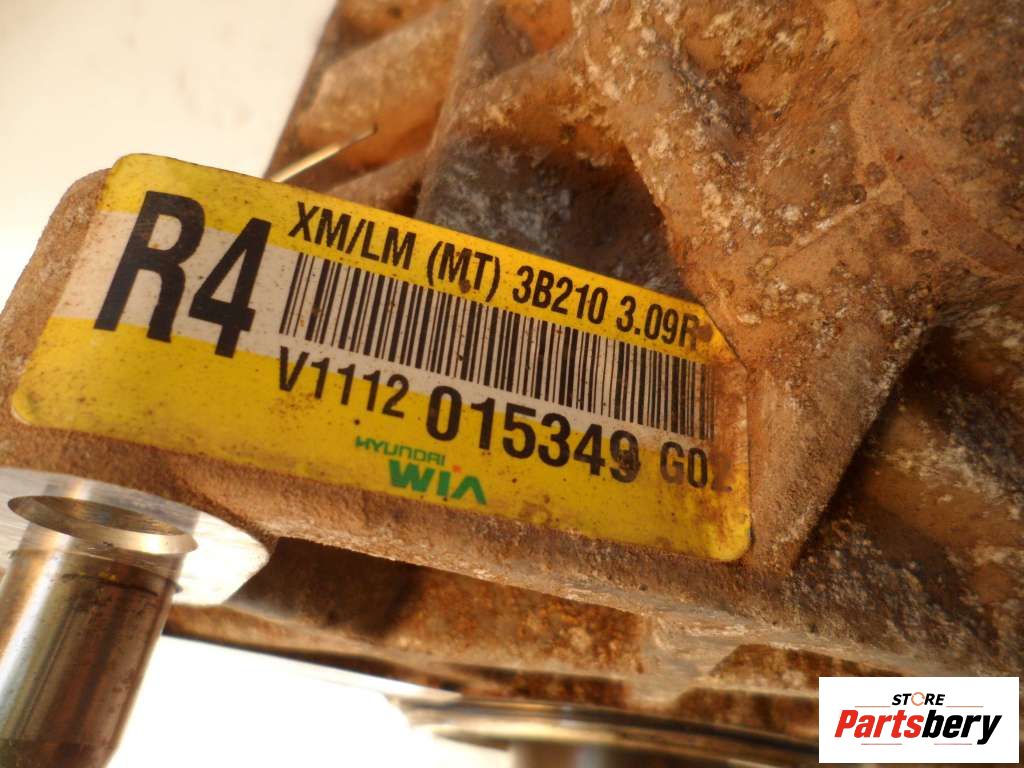 R4
XM/LM (MT) 3B210 3.09R
V1112 015349 G02
HYUNDAI
WIA
STORE
Partsbery